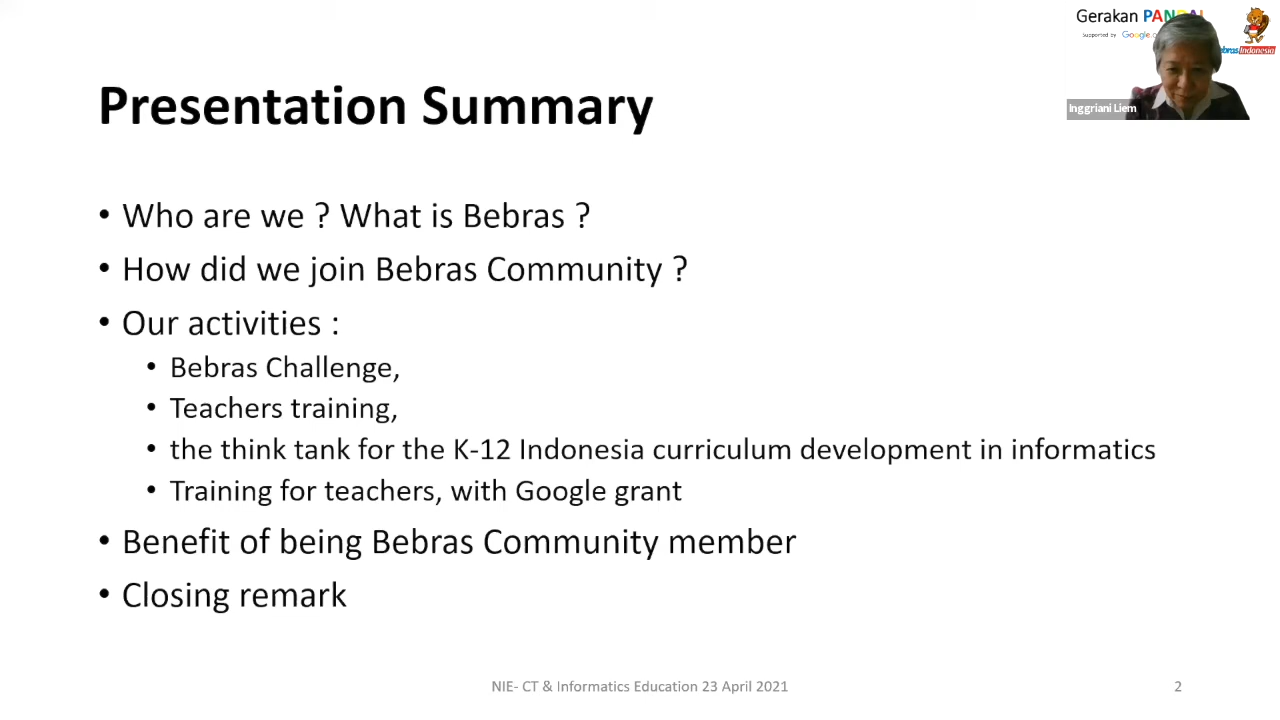 Gerakan PANDAI
Supported by Google.o
ebrasIndonesia
Inggriani Liem
Presentation Summary
• Who are we ? What is Bebras ?
• How did we join Bebras Community ?
• Our activities :
• Bebras Challenge,
• Teachers training,
• the think tank for the K-12 Indonesia curriculum development in informatics
• Training for teachers, with Google grant
• Benefit of being Bebras Community member
• Closing remark
NIE- CT & Informatics Education 23 April 2021
2